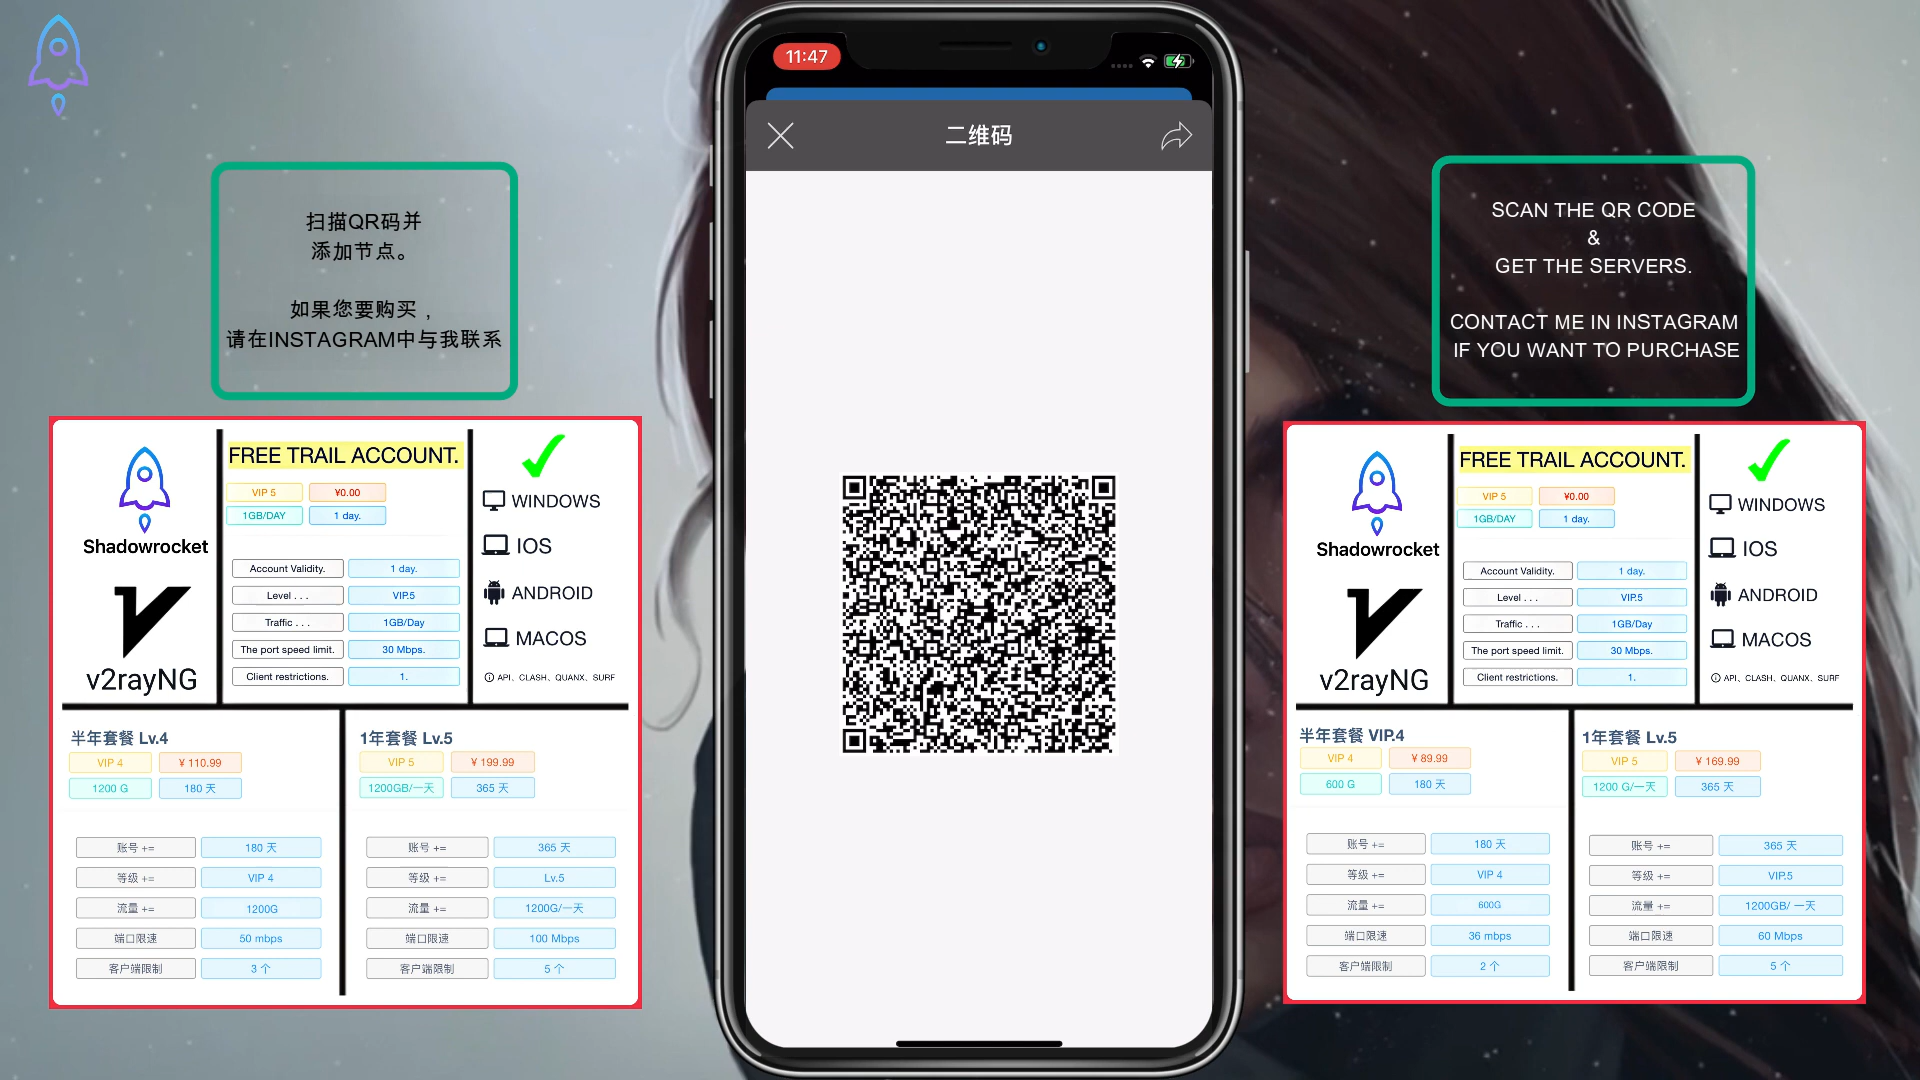 11:47
二维码
扫描QR码并
添加节点。
如果您要购买，
请在INSTAGRAM中与我联系
SCAN THE QR CODE
&
GET THE SERVERS.
CONTACT ME IN INSTAGRAM
IF YOU WANT TO PURCHASE
Shadowrocket
v2rayNG
FREE TRAIL ACCOUNT.
VIP 5 ¥0.00
1GB/DAY 1 day.
Account Validity. 1 day.
Level . . . VIP.5
Traffic . . . 1GB/Day
The port speed limit. 30 Mbps.
Client restrictions. 1.
WINDOWS
IOS
ANDROID
MACOS
API、CLASH、QUANX、SURF
半年套餐 Lv.4
VIP 4 ¥ 110.99
1200 G 180 天
账号 += 180 天
等级 += VIP 4
流量 += 1200G
端口限速 50 mbps
客户端限制 3 个
1年套餐 Lv.5
VIP 5 ¥ 199.99
1200GB/一天 365 天
账号 += 365 天
等级 += Lv.5
流量 += 1200G/一天
端口限速 100 Mbps
客户端限制 5 个
Shadowrocket
v2rayNG
FREE TRAIL ACCOUNT.
VIP 5 ¥0.00
1GB/DAY 1 day.
Account Validity. 1 day.
Level . . . VIP.5
Traffic . . . 1GB/Day
The port speed limit. 30 Mbps.
Client restrictions. 1.
WINDOWS
IOS
ANDROID
MACOS
API、CLASH、QUANX、SURF
半年套餐 VIP.4
VIP 4 ¥ 89.99
600 G 180 天
账号 += 180 天
等级 += VIP 4
流量 += 600G
端口限速 36 mbps
客户端限制 2 个
1年套餐 Lv.5
VIP 5 ¥ 169.99
1200 G/一天 365 天
账号 += 365 天
等级 += VIP.5
流量 += 1200GB/ 一天
端口限速 60 Mbps
客户端限制 5 个